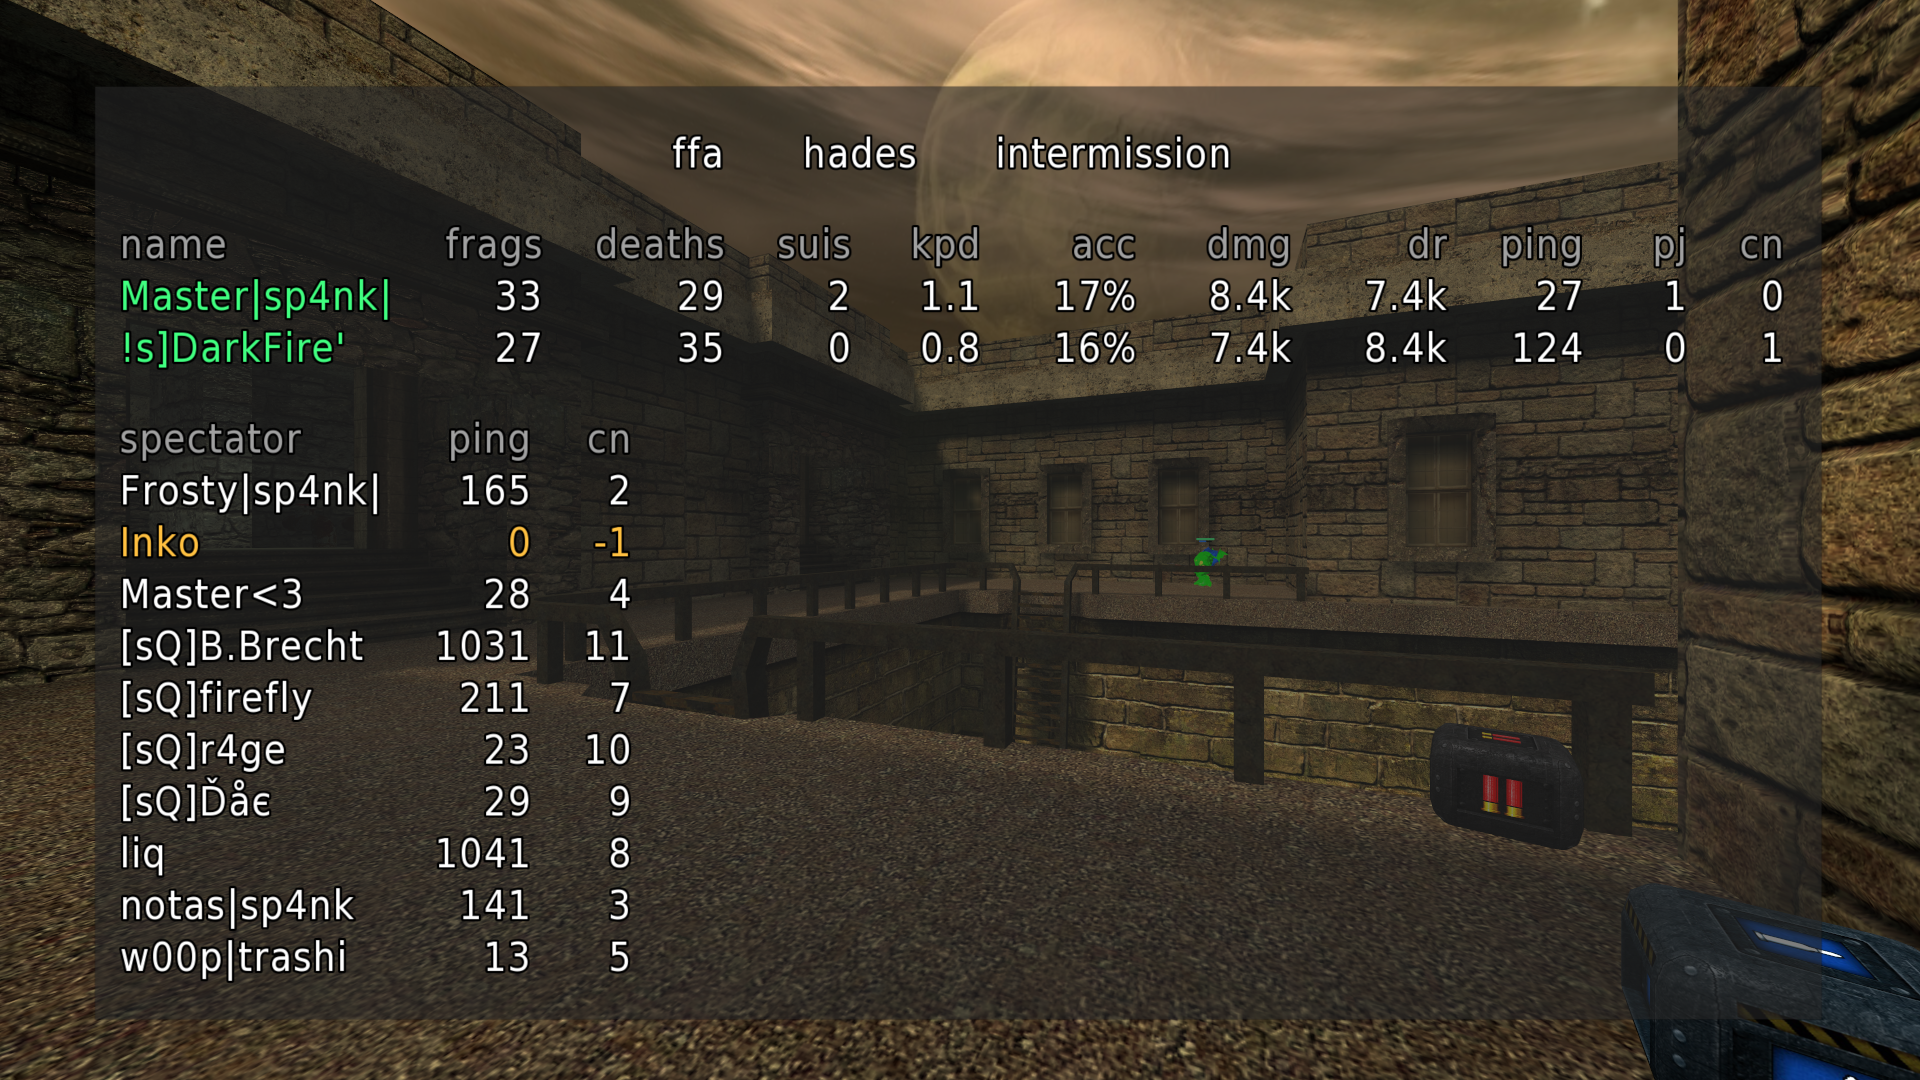 ffa hades intermission
name frags deaths suis kpd acc dmg dr ping pj cn
Master|sp4nk| 33 29 2 1.1 17% 8.4k 7.4k 27 1 0
!s]DarkFire' 27 35 0 0.8 16% 7.4k 8.4k 124 0 1
spectator ping cn
Frosty|sp4nk| 165 2
Inko 0 -1
Master<3 28 4
[sQ]B.Brecht 1031 11
[sQ]firefly 211 7
[sQ]r4ge 23 10
[sQ]Ďåє 29 9
liq 1041 8
notas|sp4nk 141 3
w00p|trashi 13 5